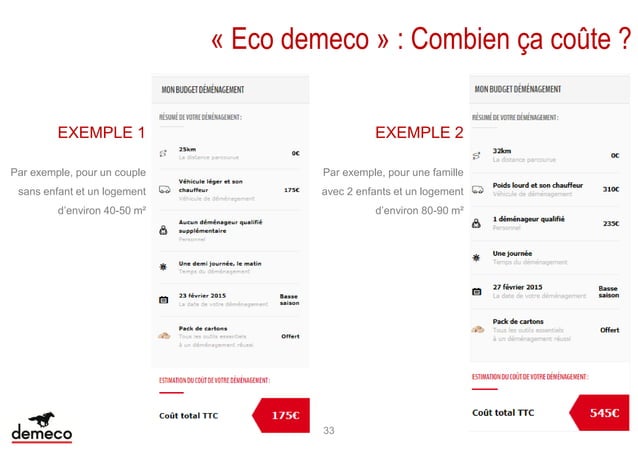 « Eco demeco » : Combien ça coûte ?
EXEMPLE 1
Par exemple, pour un couple
sans enfant et un logement
d’environ 40-50 m²
MON BUDGET DÉMÉNAGEMENT
RÉSUMÉ DE VOTRE DÉMÉNAGEMENT :
25km
La distance parcourue
0€
Véhicule léger et son
chauffeur
Véhicule de déménagement
175€
Aucun déménageur qualifié
supplémentaire
Personnel
Une demi journée, le matin
Temps du déménagement
23 février 2015
La date de votre déménagement
Basse
saison
Pack de cartons
Tous les outils essentiels
à un déménagement réussi
Offert
ESTIMATION DU COÛT DE VOTRE DÉMÉNAGEMENT :
Coût total TTC
175€
EXEMPLE 2
Par exemple, pour une famille
avec 2 enfants et un logement
d’environ 80-90 m²
MON BUDGET DÉMÉNAGEMENT
RÉSUMÉ DE VOTRE DÉMÉNAGEMENT :
32km
La distance parcourue
0€
Poids lourd et son chauffeur
Véhicule de déménagement
310€
1 déménageur qualifié
Personnel
235€
Une journée
Temps du déménagement
27 février 2015
La date de votre déménagement
Basse
saison
Pack de cartons
Tous les outils essentiels
à un déménagement réussi
Offert
ESTIMATION DU COÛT DE VOTRE DÉMÉNAGEMENT :
Coût total TTC
545€
demeco
33